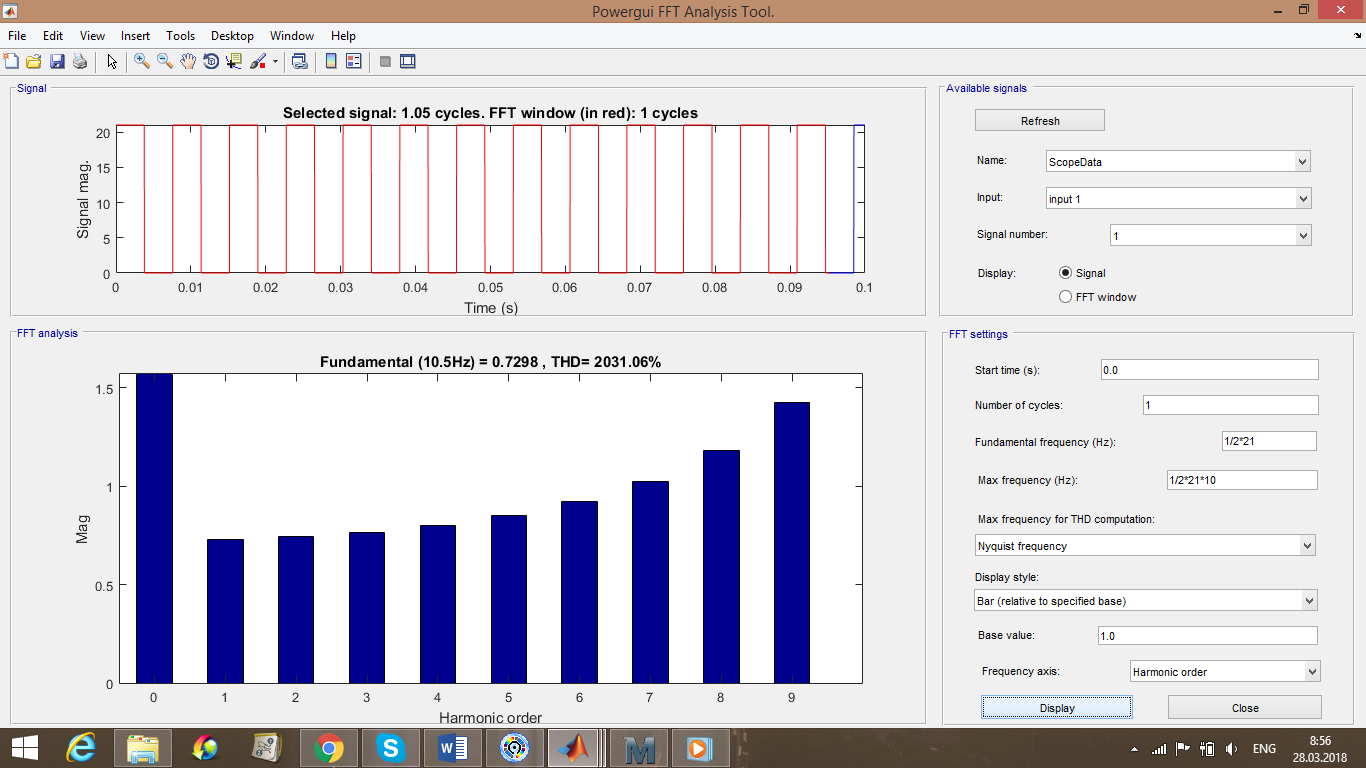 Powergui FFT Analysis Tool.
File Edit View Insert Tools Desktop Window Help
Signal
Selected signal: 1.05 cycles. FFT window (in red): 1 cycles
20
15
10
5
0
Signal mag.
0 0.01 0.02 0.03 0.04 0.05 0.06 0.07 0.08 0.09 0.1
Time (s)
FFT analysis
Fundamental (10.5Hz) = 0.7298 , THD= 2031.06%
1.5
1
0.5
0
Mag
0 1 2 3 4 5 6 7 8 9
Harmonic order
Available signals
Refresh
Name: ScopeData
Input: input 1
Signal number: 1
Display: Signal
FFT window
FFT settings
Start time (s): 0.0
Number of cycles: 1
Fundamental frequency (Hz): 1/2*21
Max frequency (Hz): 1/2*21*10
Max frequency for THD computation:
Nyquist frequency
Display style:
Bar (relative to specified base)
Base value: 1.0
Frequency axis: Harmonic order
Display Close
ENG
8:56
28.03.2018